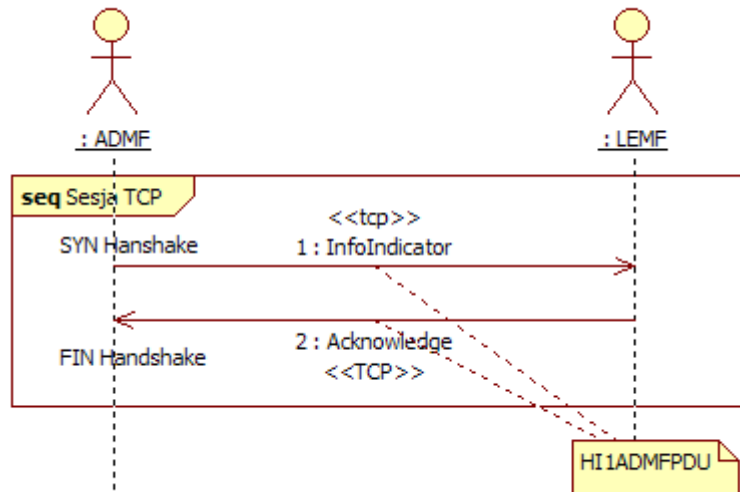 : ADMF
: LEMF
seq Sesja TCP
<<tcp>>
SYN Hanshake
1 : InfoIndicator
2 : Acknowledge
FIN Handshake
<<TCP>>
HI1ADMFPDU